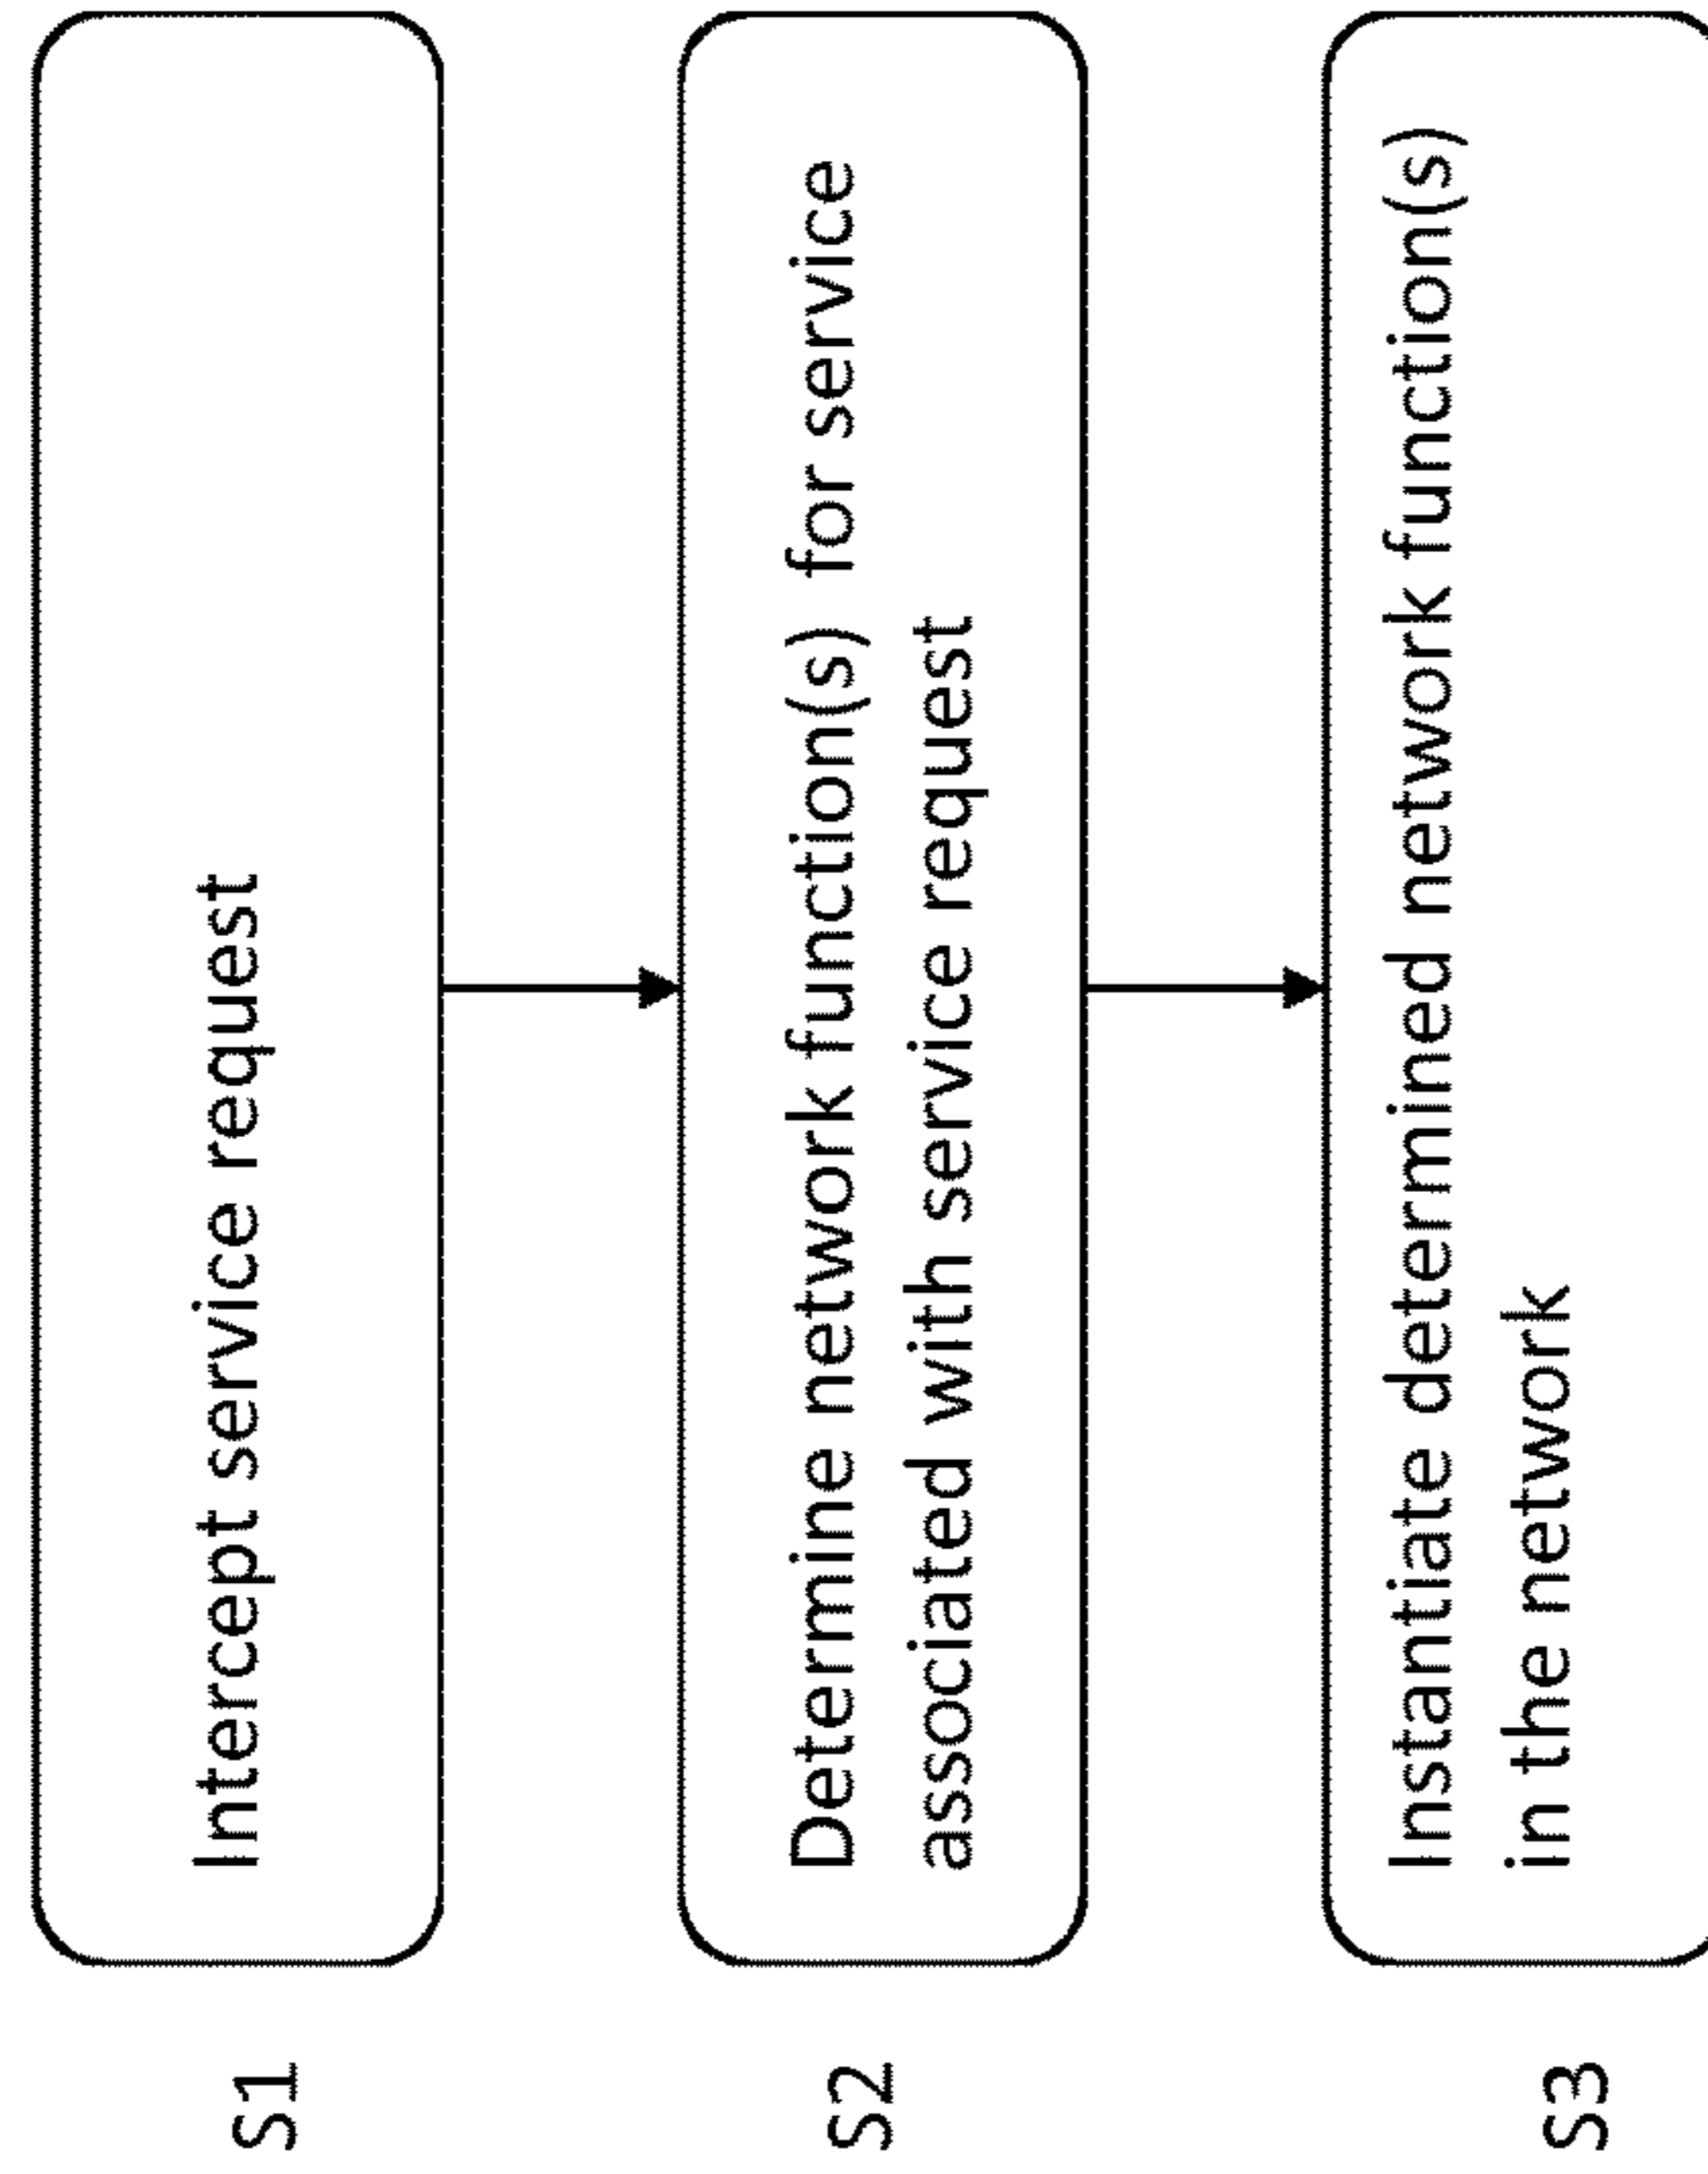 S1
Intercept service request
S2
Determine network function(s) for service
associated with service request
S3
Instantiate determined network function(s)
in the network